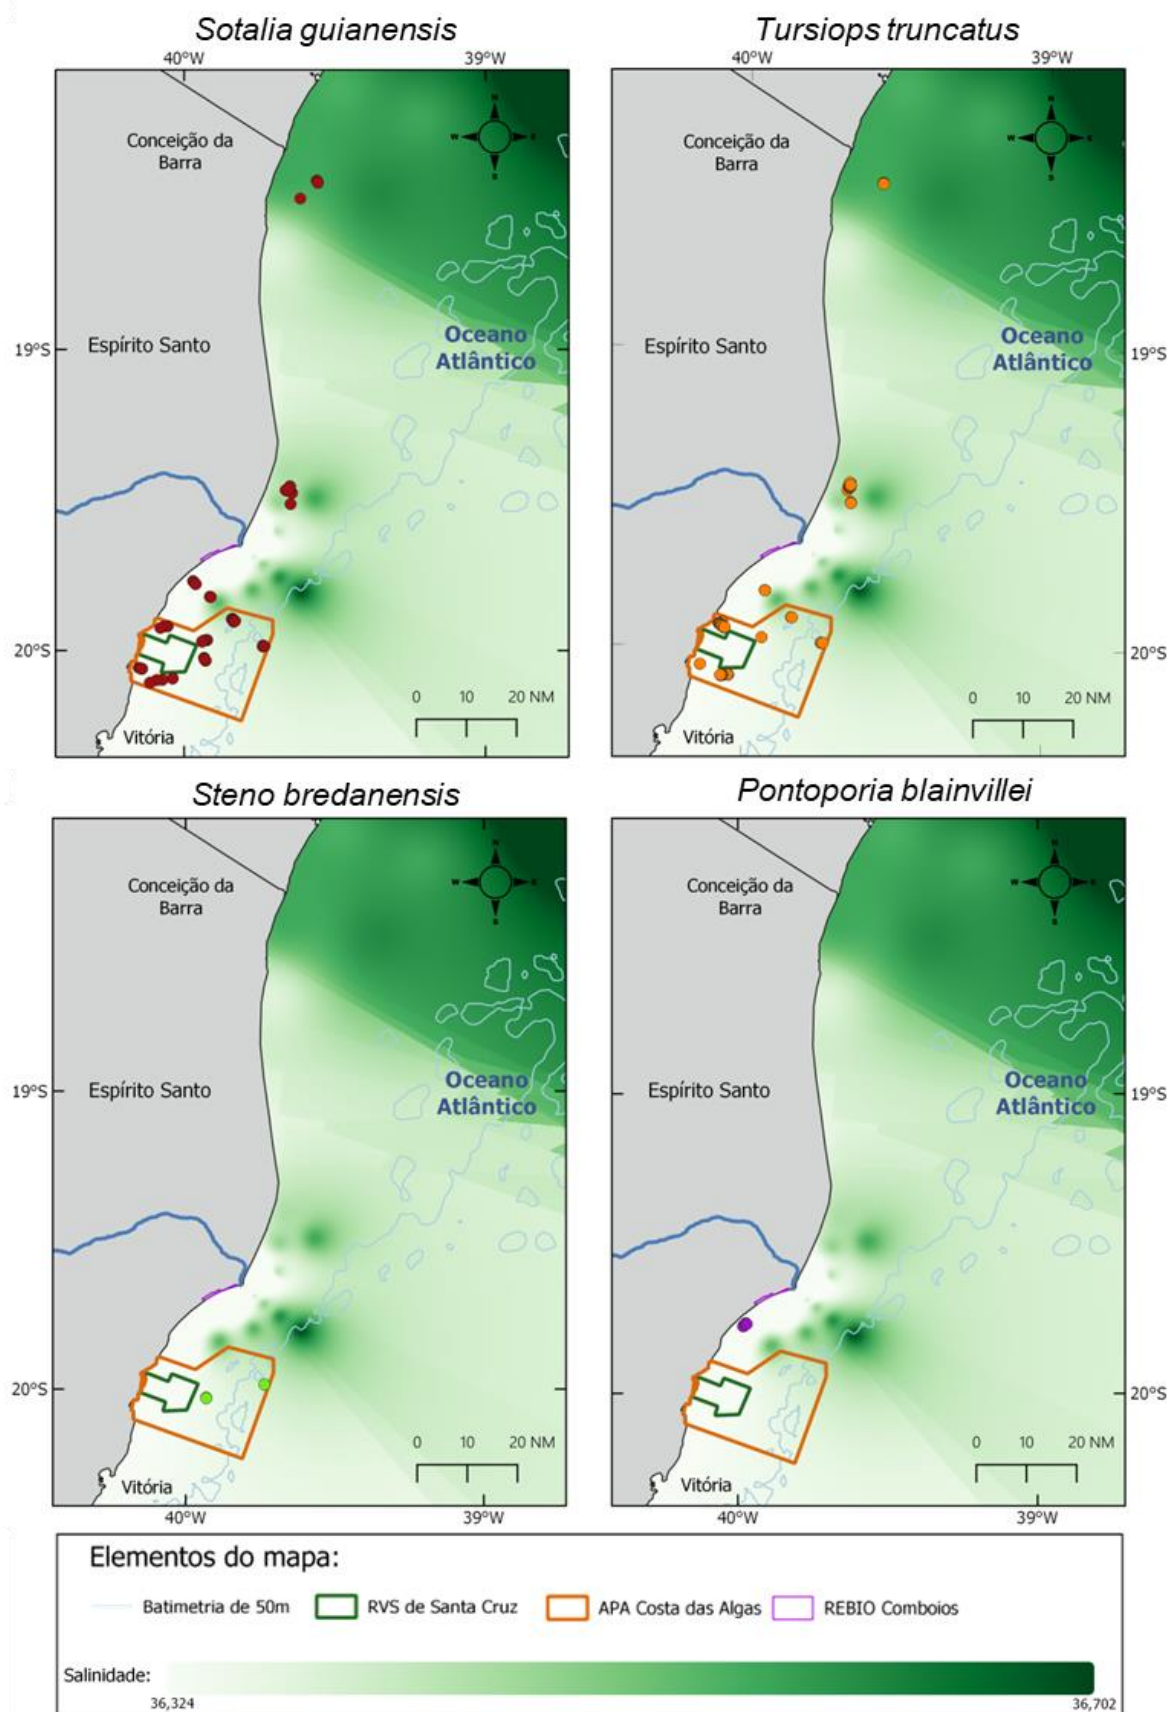 Sotalia guianensis
Tursiops truncatus
40°W
39°W
40°W
39°W
Conceição da
Barra
N
W
E
S
Conceição da
Barra
N
W
E
S
19°S
Espírito Santo
Oceano
Atlântico
Espírito Santo
Oceano
Atlântico
19°S
20°S
20°S
0 10 20 NM
0 10 20 NM
Vitória
Vitória
40°W
39°W
40°W
39°W
Steno bredanensis
Pontoporia blainvillei
Conceição da
Barra
N
W
E
S
Conceição da
Barra
N
W
E
S
19°S
Espírito Santo
Oceano
Atlântico
Espírito Santo
Oceano
Atlântico
19°S
20°S
20°S
0 10 20 NM
0 10 20 NM
Vitória
Vitória
40°W
39°W
40°W
39°W
Elementos do mapa:
Batimetria de 50m
RVS de Santa Cruz
APA Costa das Algas
REBIO Comboios
Salinidade:
36,324
36,702